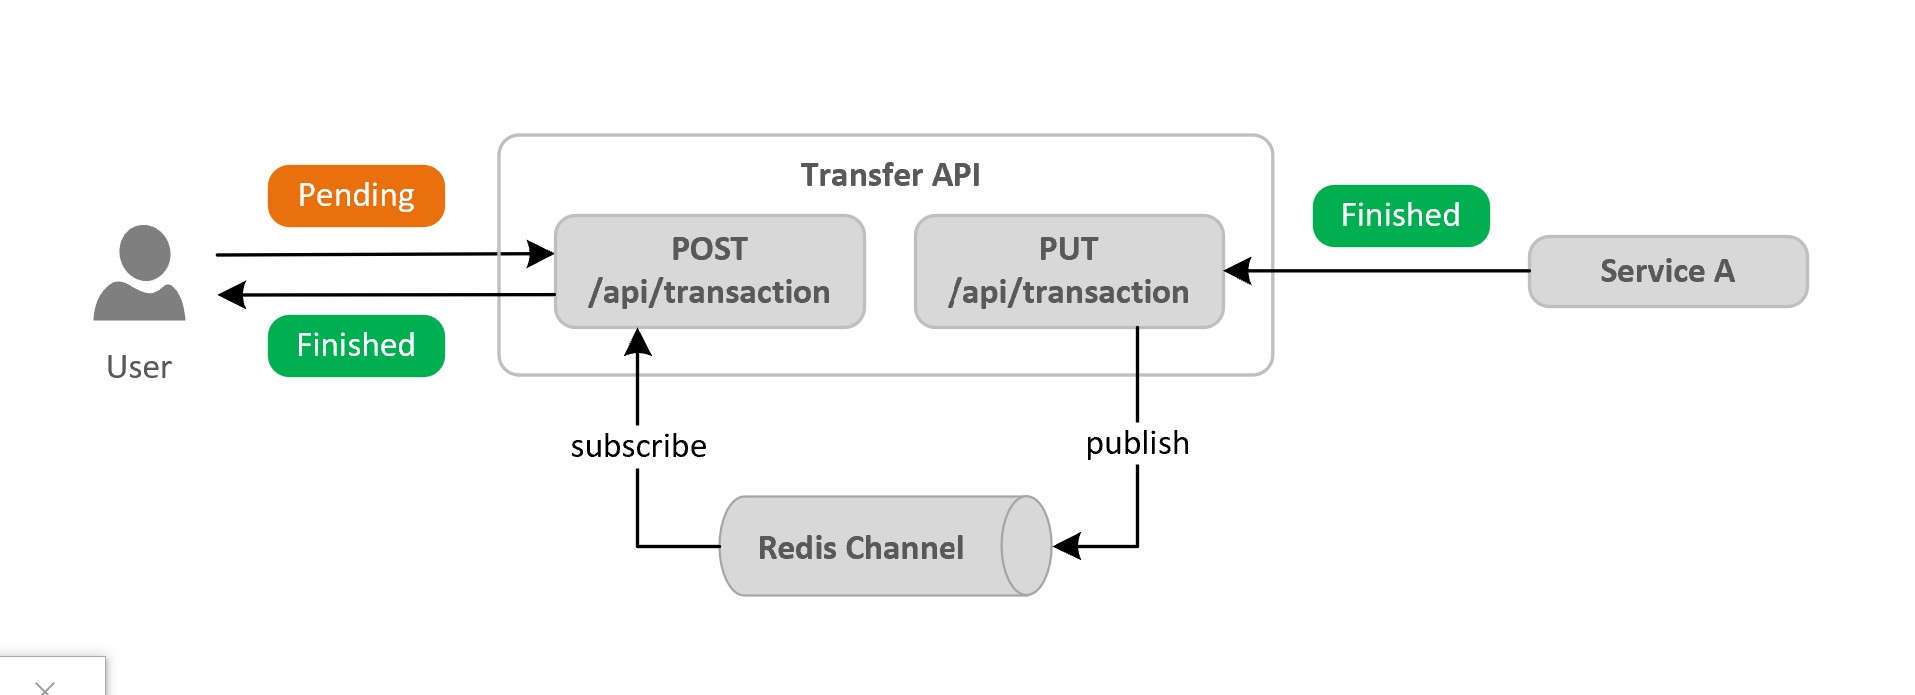 Transfer API
Pending
POST
/api/transaction
PUT
/api/transaction
Finished
Service A
Finished
User
subscribe
publish
Redis Channel